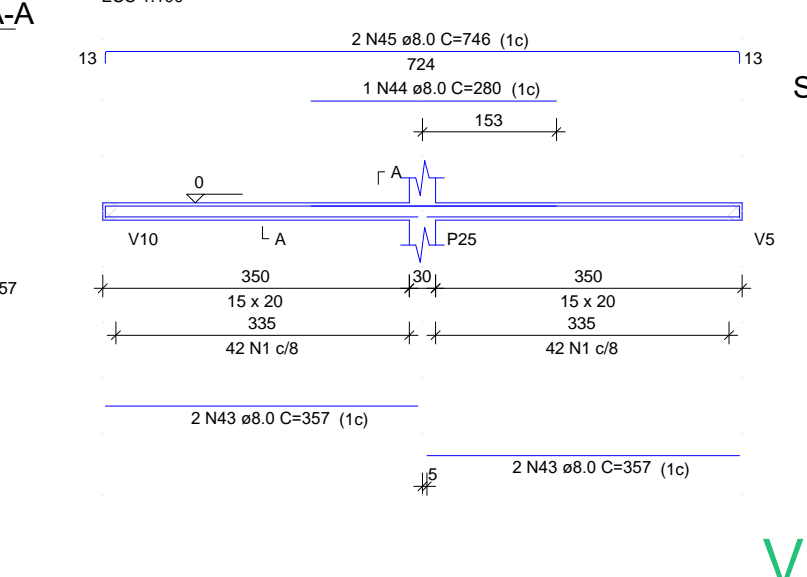 A-A
2 N45 ø8.0 C=746 (1c)
13
13
724
1 N44 ø8.0 C=280 (1c)
S
153
A
0
A
V10
P25
V5
57
350
30
350
15 x 20
15 x 20
335
335
42 N1 c/8
42 N1 c/8
2 N43 ø8.0 C=357 (1c)
2 N43 ø8.0 C=357 (1c)
5
V